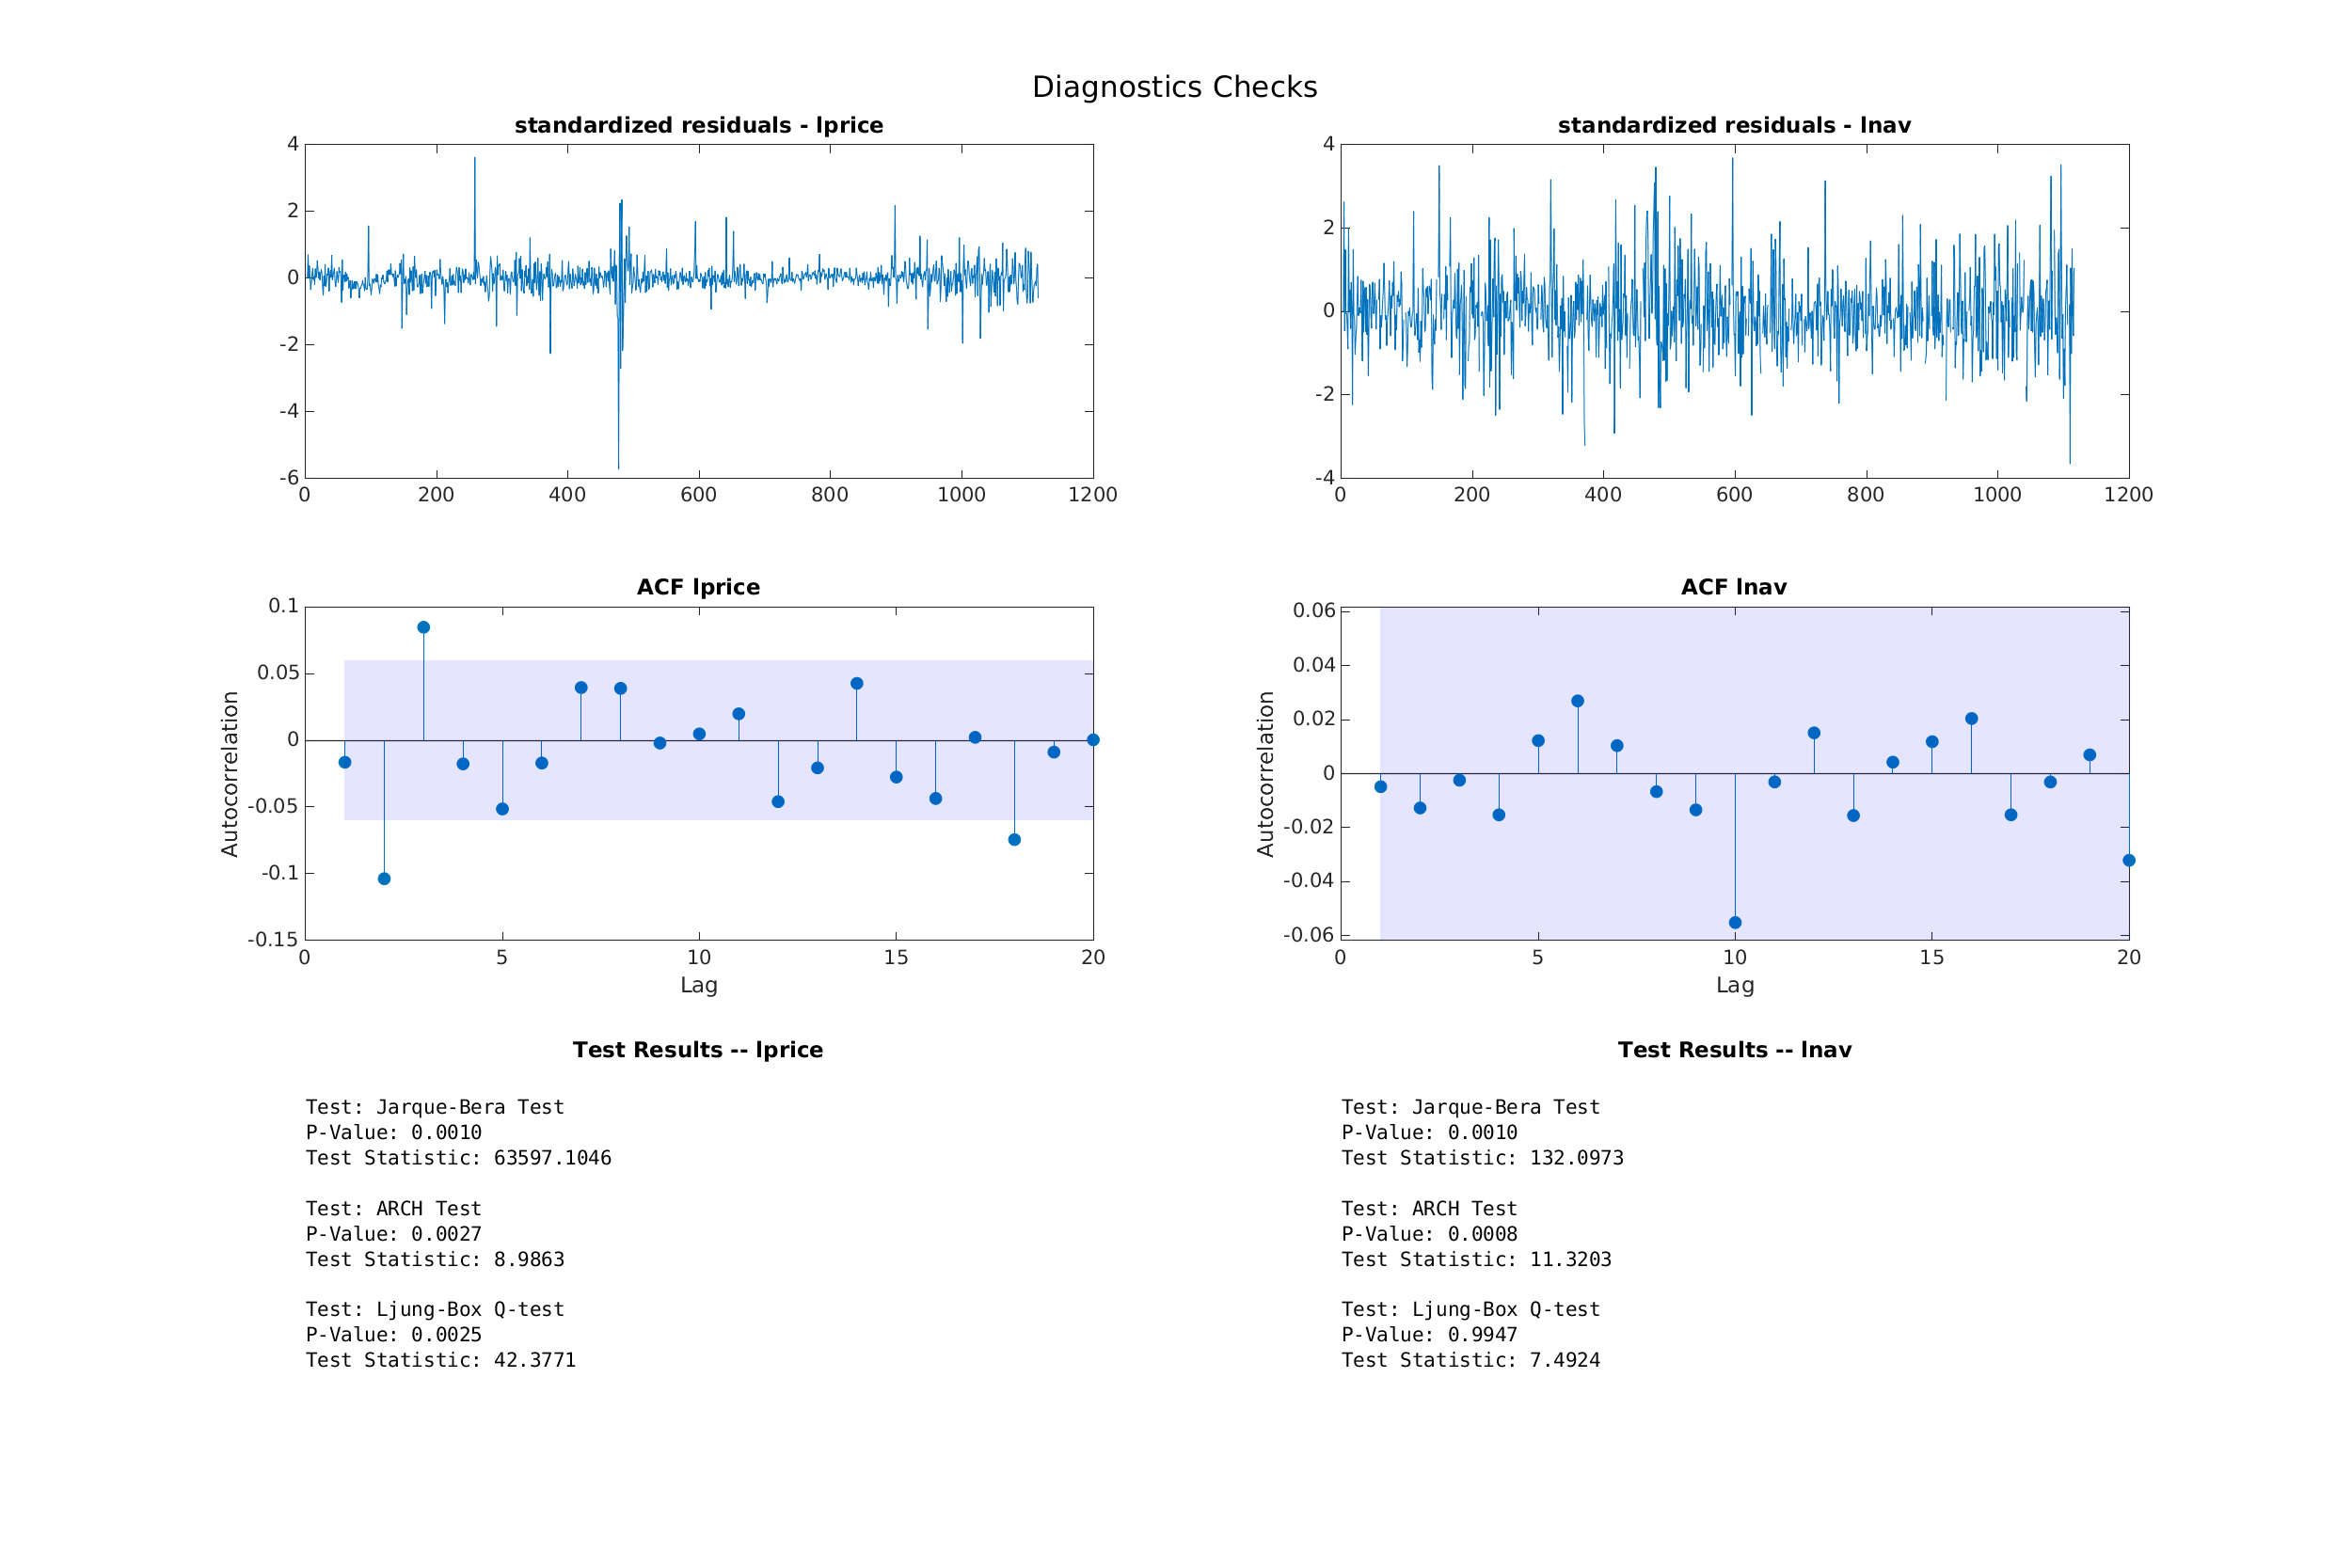 Diagnostics Checks
standardized residuals - lprice
4
2
0
-2
-4
-6
0 200 400 600 800 1000 1200
standardized residuals - lnav
4
2
0
-2
-4
0 200 400 600 800 1000 1200
ACF lprice
0.1
0.05
0
-0.05
-0.1
-0.15
Autocorrelation
0 5 10 15 20
Lag
ACF lnav
0.06
0.04
0.02
0
-0.02
-0.04
-0.06
Autocorrelation
0 5 10 15 20
Lag
Test Results -- lprice
Test: Jarque-Bera Test
P-Value: 0.0010
Test Statistic: 63597.1046
Test: ARCH Test
P-Value: 0.0027
Test Statistic: 8.9863
Test: Ljung-Box Q-test
P-Value: 0.0025
Test Statistic: 42.3771
Test Results -- lnav
Test: Jarque-Bera Test
P-Value: 0.0010
Test Statistic: 132.0973
Test: ARCH Test
P-Value: 0.0008
Test Statistic: 11.3203
Test: Ljung-Box Q-test
P-Value: 0.9947
Test Statistic: 7.4924